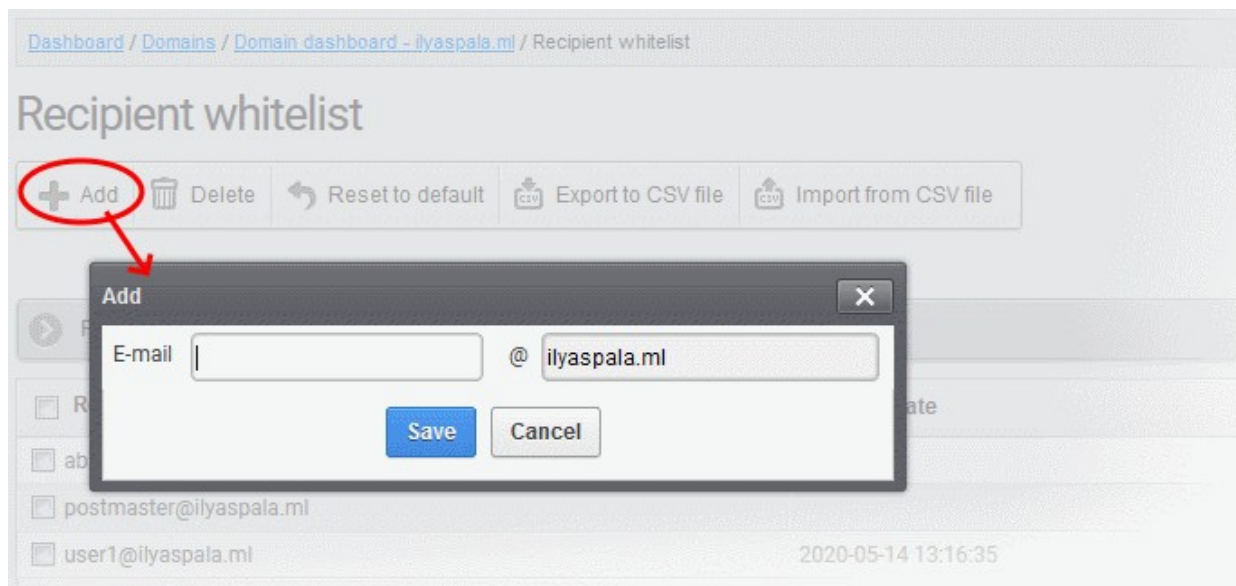 Dashboard / Domains / Domain dashboard - ilyaspala.ml / Recipient whitelist
Recipient whitelist
Add Delete Reset to default Export to CSV file Import from CSV file
Add
E-mail @ ilyaspala.ml
Save Cancel
postmaster@ilyaspala.ml
user1@ilyaspala.ml 2020-05-14 13:16:35